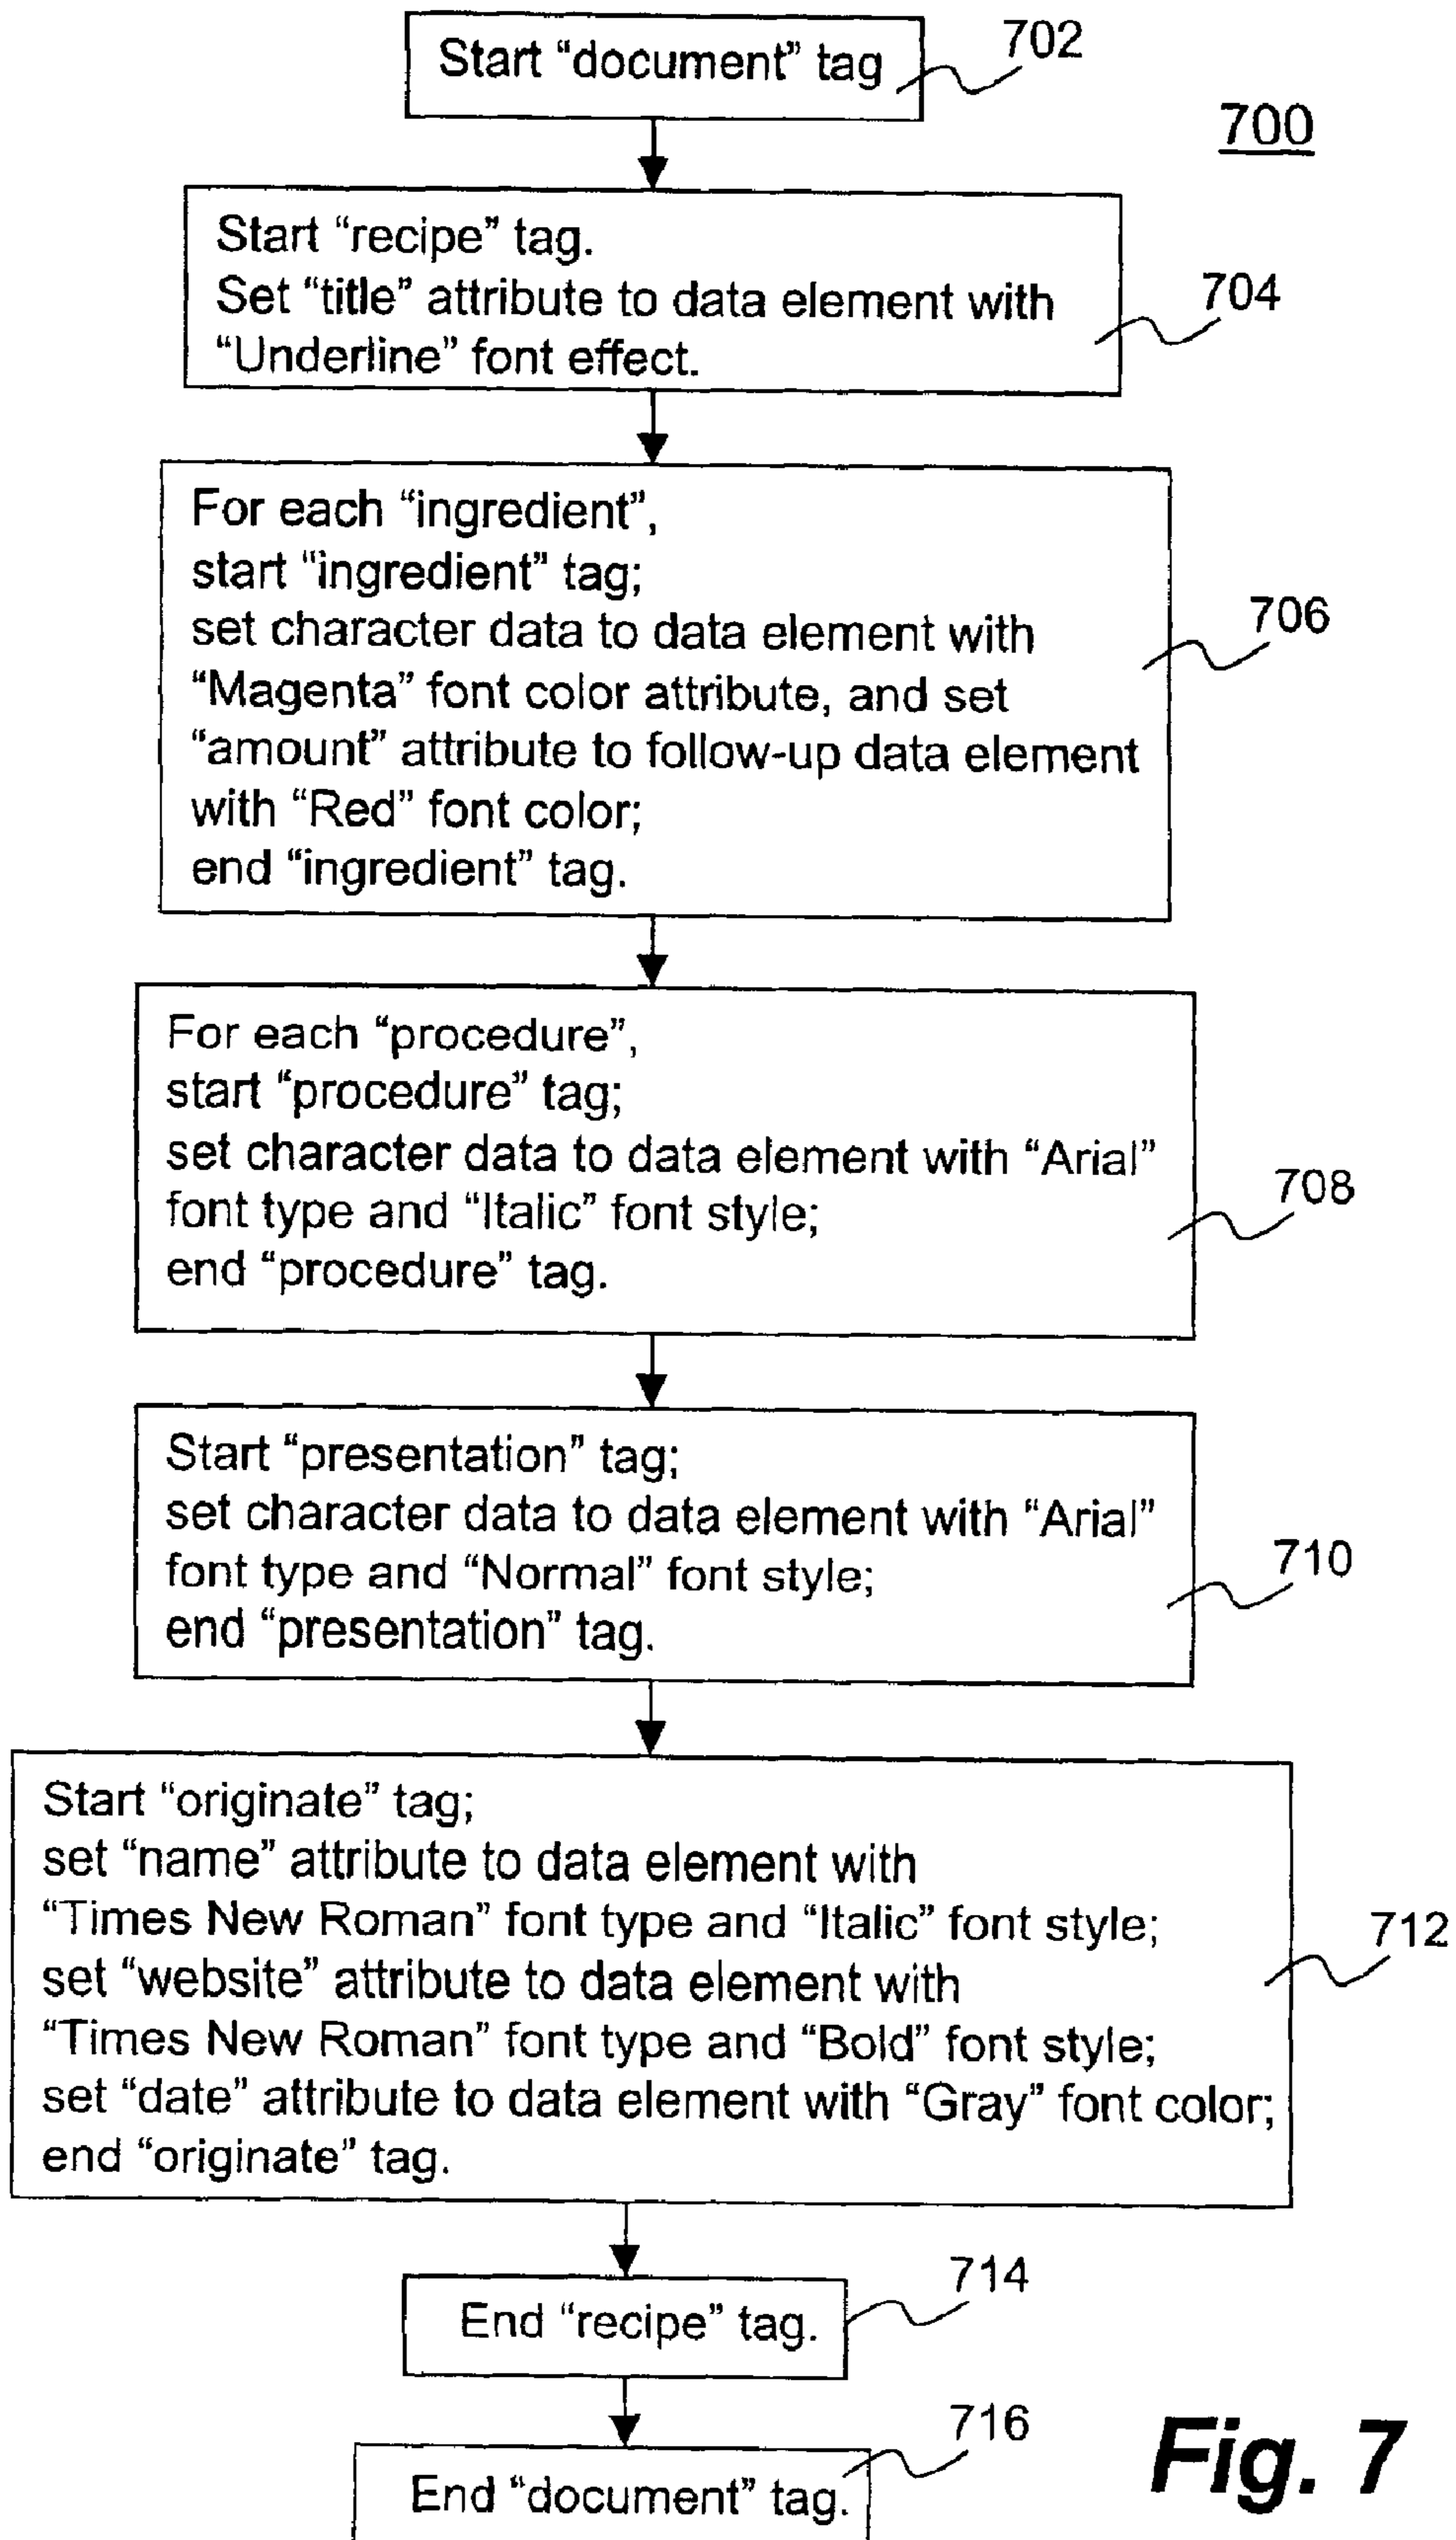 Start “document” tag
702
700
Start “recipe” tag.
Set “title” attribute to data element with
“Underline” font effect.
704
For each “ingredient”,
start “ingredient” tag;
set character data to data element with
“Magenta” font color attribute, and set
“amount” attribute to follow-up data element
with “Red” font color;
end “ingredient” tag.
706
For each “procedure”,
start “procedure” tag;
set character data to data element with “Arial”
font type and “Italic” font style;
end “procedure” tag.
708
Start “presentation” tag;
set character data to data element with “Arial”
font type and “Normal” font style;
end “presentation” tag.
710
Start “originate” tag;
set “name” attribute to data element with
“Times New Roman” font type and “Italic” font style;
set “website” attribute to data element with
“Times New Roman” font type and “Bold” font style;
set “date” attribute to data element with “Gray” font color;
end “originate” tag.
712
End “recipe” tag.
714
End “document” tag.
716
Fig. 7